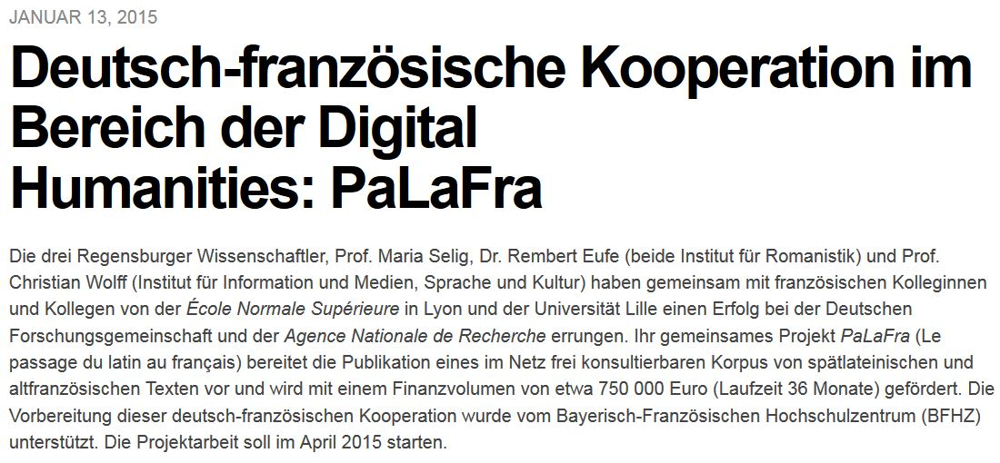 JANUAR 13, 2015
Deutsch-französische Kooperation im
Bereich der Digital
Humanities: PaLaFra
Die drei Regensburger Wissenschaftler, Prof. Maria Selig, Dr. Rembert Eufe (beide Institut für Romanistik) und Prof.
Christian Wolff (Institut für Information und Medien, Sprache und Kultur) haben gemeinsam mit französischen Kolleginnen
und Kollegen von der École Normale Supérieure in Lyon und der Universität Lille einen Erfolg bei der Deutschen
Forschungsgemeinschaft und der Agence Nationale de Recherche errungen. Ihr gemeinsames Projekt PaLaFra (Le
passage du latin au français) bereitet die Publikation eines im Netz frei konsultierbaren Korpus von spätlateinischen und
altfranzösischen Texten vor und wird mit einem Finanzvolumen von etwa 750 000 Euro (Laufzeit 36 Monate) gefördert. Die
Vorbereitung dieser deutsch-französischen Kooperation wurde vom Bayerisch-Französischen Hochschulzentrum (BFHZ)
unterstützt. Die Projektarbeit soll im April 2015 starten.